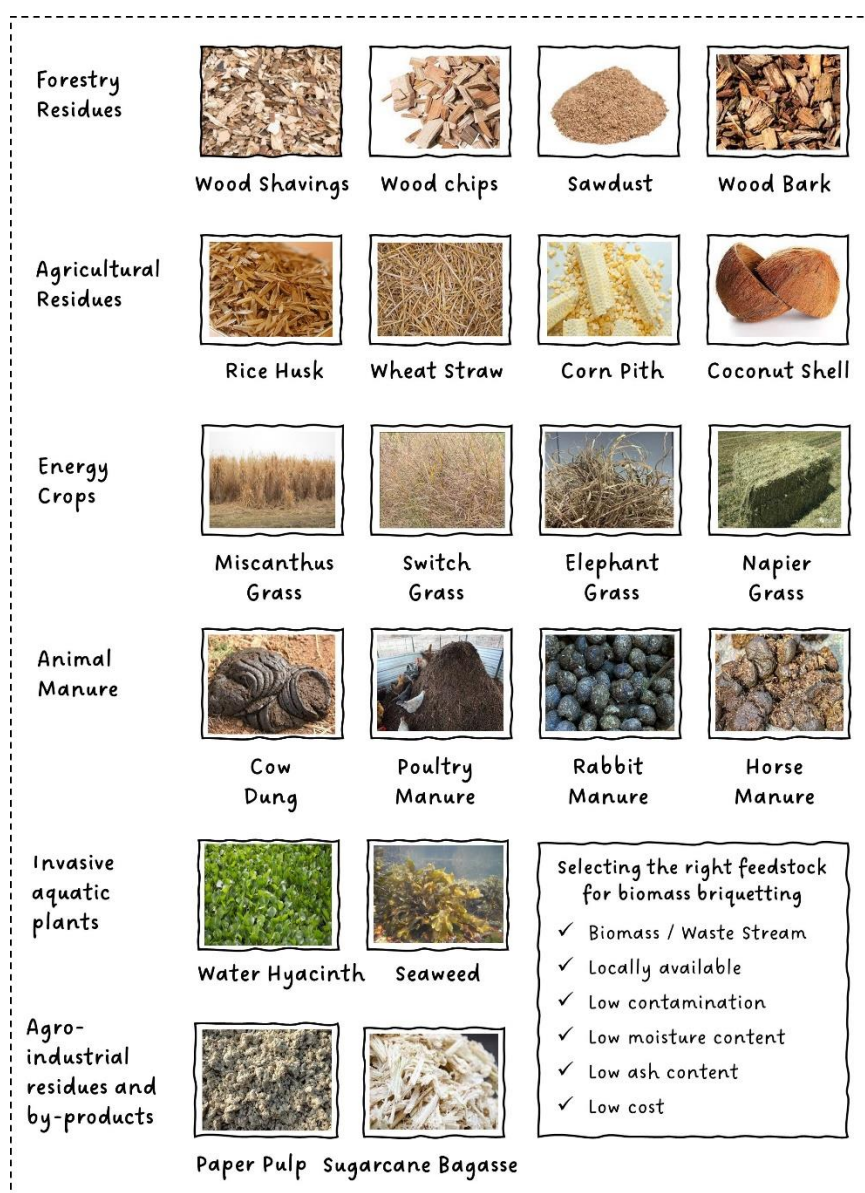 Forestry
Residues
Wood Shavings
Wood chips
Sawdust
Wood Bark
Agricultural
Residues
Rice Husk
Wheat Straw
Corn Pith
Coconut Shell
Energy
Crops
Miscanthus
Grass
Switch
Grass
Elephant
Grass
Napier
Grass
Animal
Manure
Cow
Dung
Poultry
Manure
Rabbit
Manure
Horse
Manure
Invasive
aquatic
plants
Water Hyacinth
Seaweed
Selecting the right feedstock
for biomass briquetting
✓ Biomass / Waste Stream
✓ Locally available
✓ Low contamination
✓ Low moisture content
✓ Low ash content
✓ Low cost
Agro-
industrial
residues and
by-products
Paper Pulp
Sugarcane Bagasse